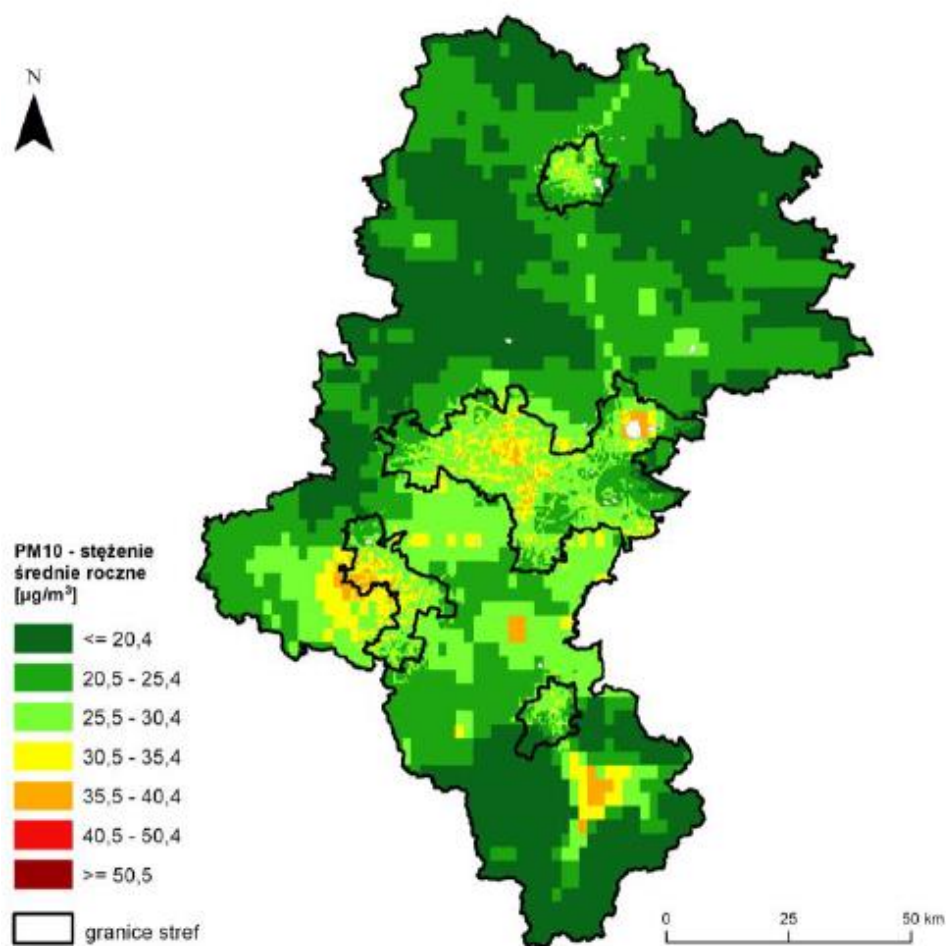 N
PM10 - stężenie
średnie roczne
[µg/m³]
<= 20,4
20,5 - 25,4
25,5 - 30,4
30,5 - 35,4
35,5 - 40,4
40,5 - 50,4
>= 50,5
granice stref
0 25 50 km